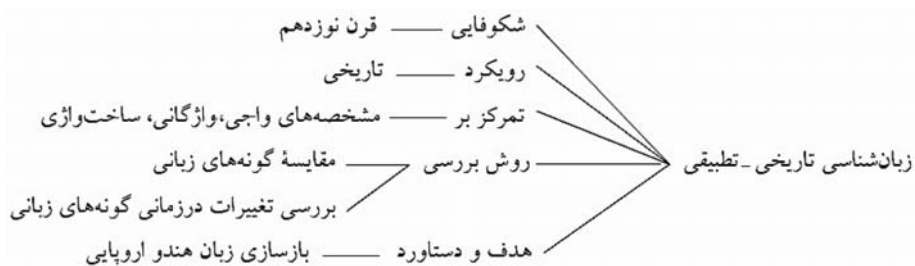 شکوفایی — قرن نوزدهم
رویکرد — تاریخی
تمرکز بر — مشخصه‌های واجی، واژگانی، ساخت‌واژی
زبان‌شناسی تاریخی ـ تطبیقی روش بررسی مقایسهٔ گونه‌های زبانی
بررسی تغییرات درزمانی گونه‌های زبانی
هدف و دستاورد — بازسازی زبان هندو اروپایی